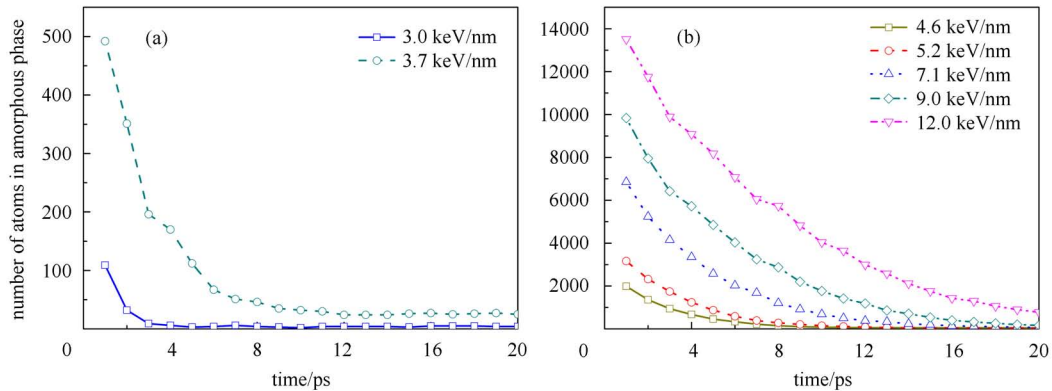 (a)
3.0 keV/nm
3.7 keV/nm
number of atoms in amorphous phase
500
400
300
200
100
0
4
8
12
16
20
time/ps
(b)
4.6 keV/nm
5.2 keV/nm
7.1 keV/nm
9.0 keV/nm
12.0 keV/nm
14000
12000
10000
8000
6000
4000
2000
0
4
8
12
16
20
time/ps